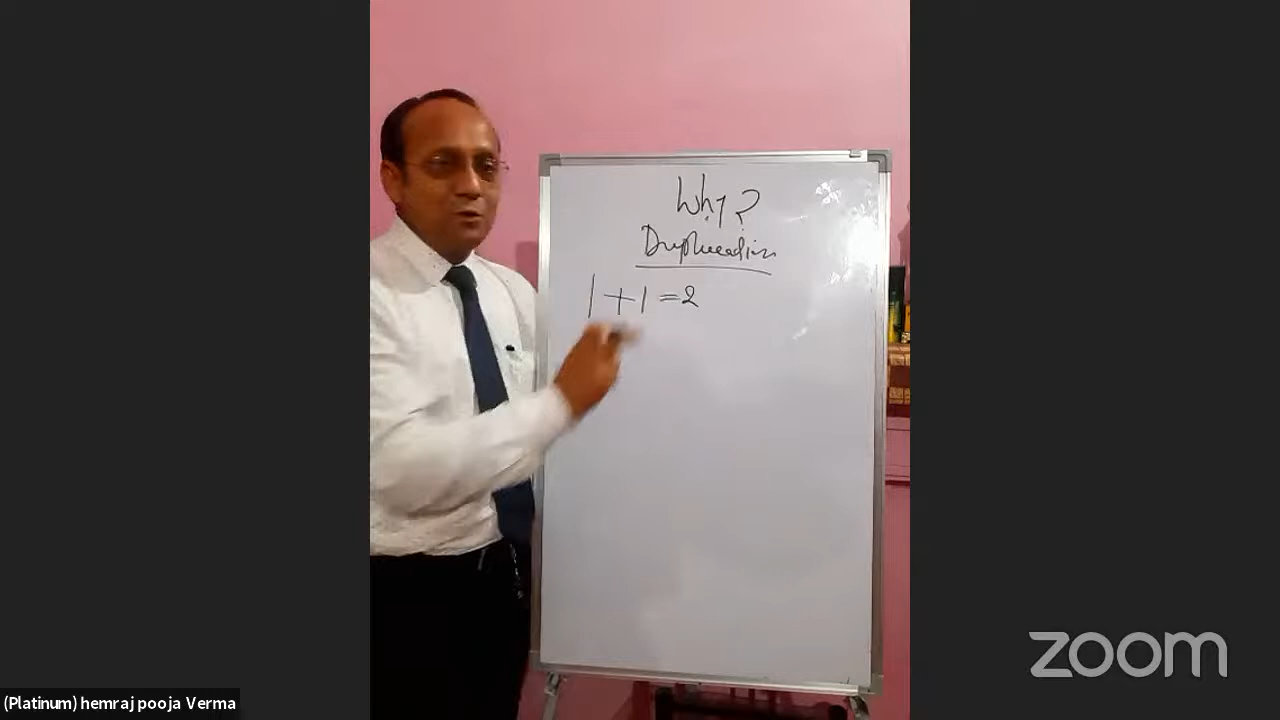 Why?
Duplication
1 + 1 = 2
zoom
(Platinum) hemraj pooja Verma